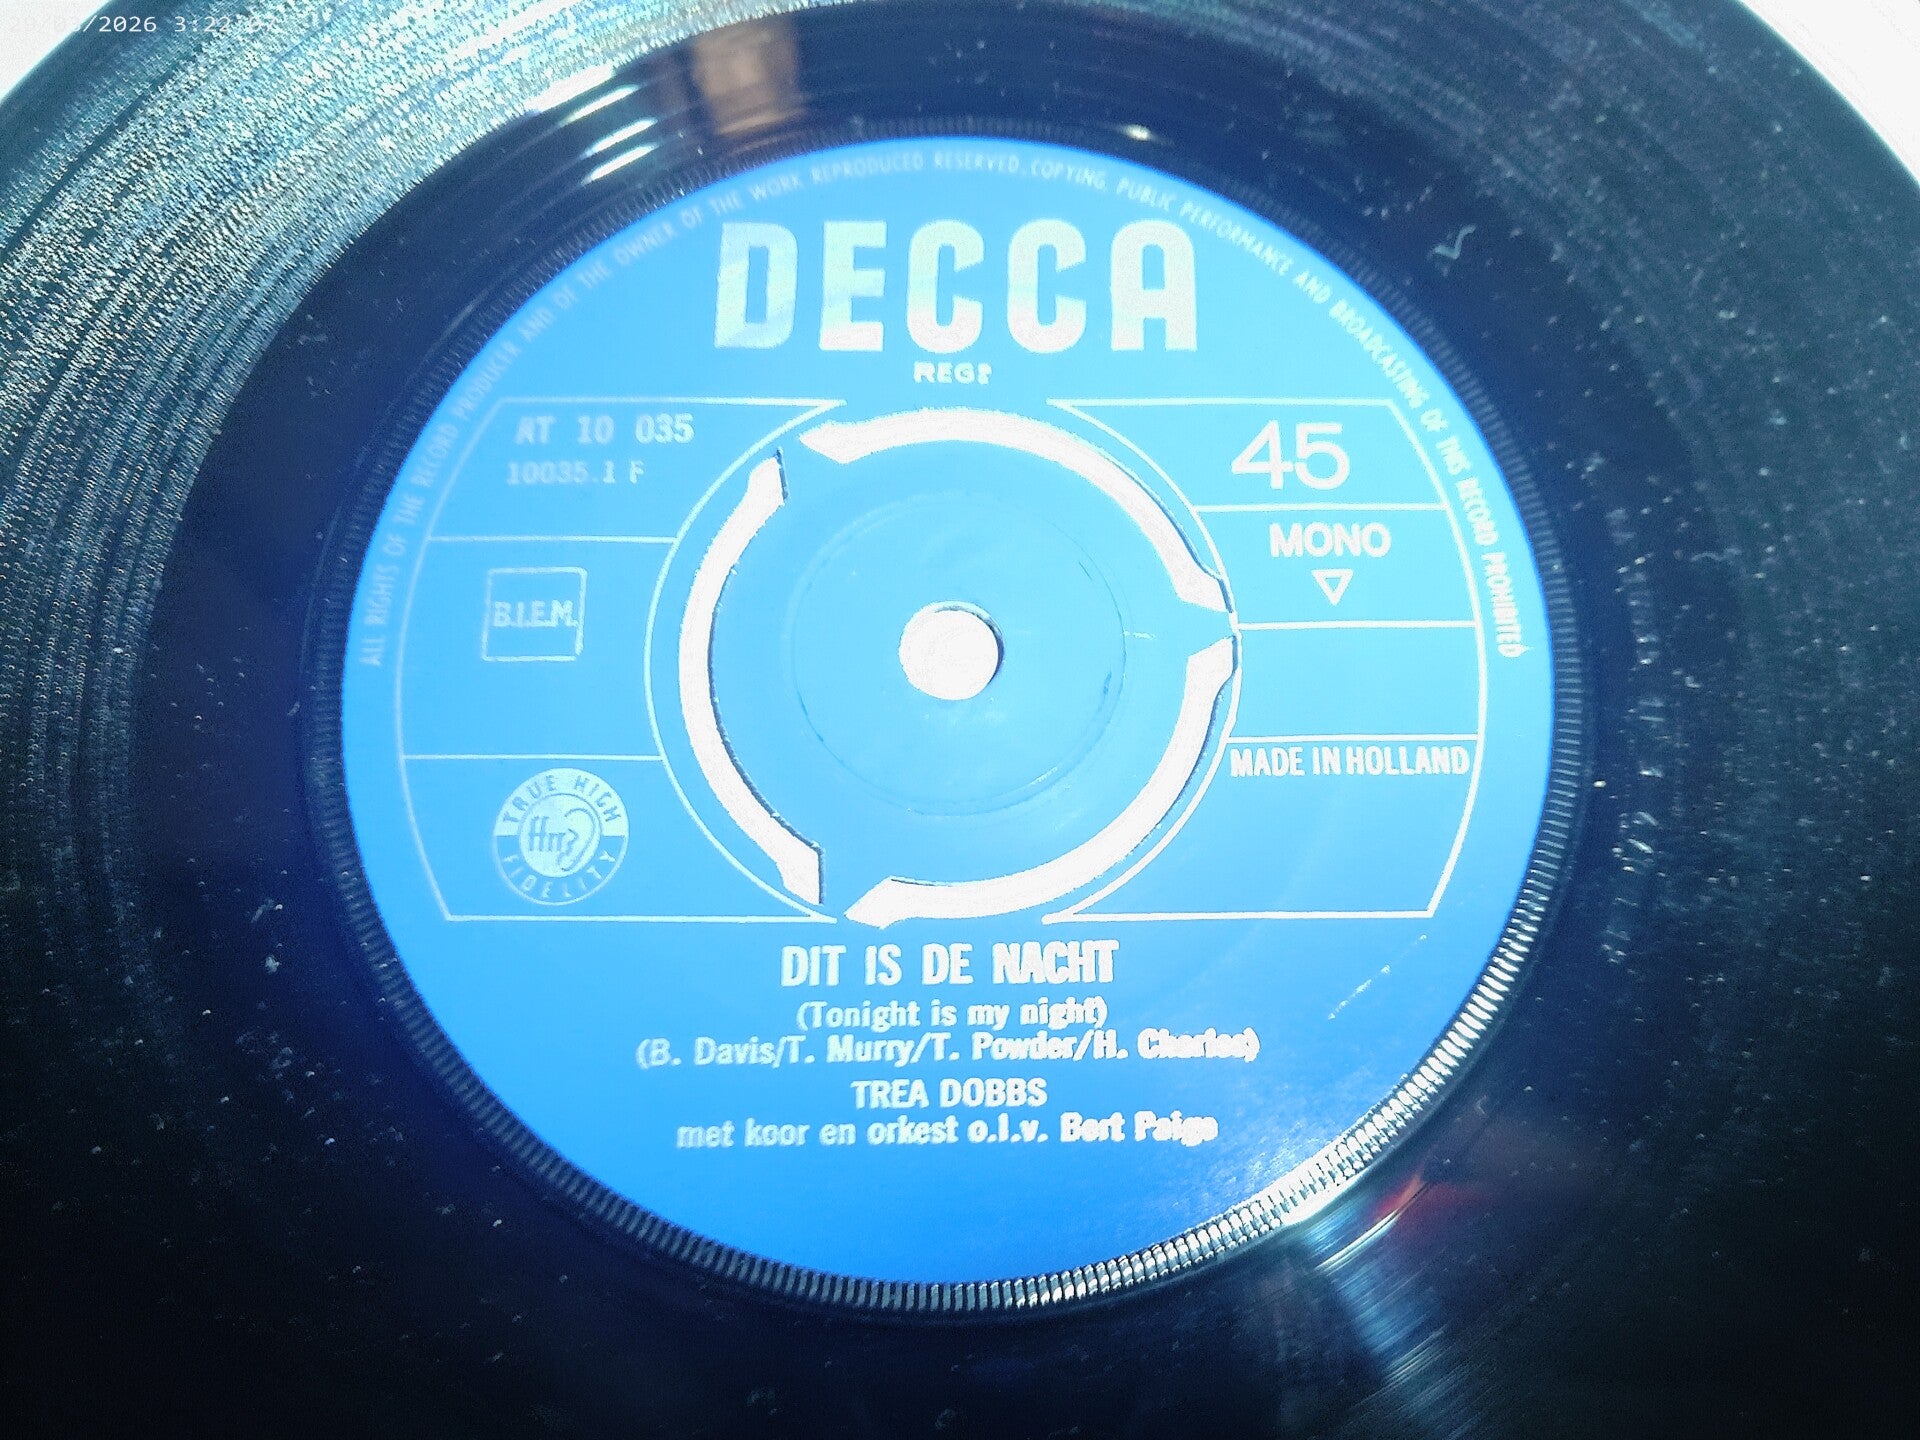 ALL RIGHTS OF THE RECORD PRODUCER AND OF THE OWNER OF THE WORK REPRODUCED RESERVED. COPYING, PUBLIC PERFORMANCE AND BROADCASTING OF THIS RECORD PROHIBITED
DECCA
REGD
AT 10 035
10035.1 F
45
MONO
B.I.E.M.
MADE IN HOLLAND
TRUE HIGH
ffrr
FIDELITY
DIT IS DE NACHT
(Tonight is my night)
(B. Davis/T. Murry/T. Powder/H. Charles)
TREA DOBBS
met koor en orkest o.l.v. Bert Paige